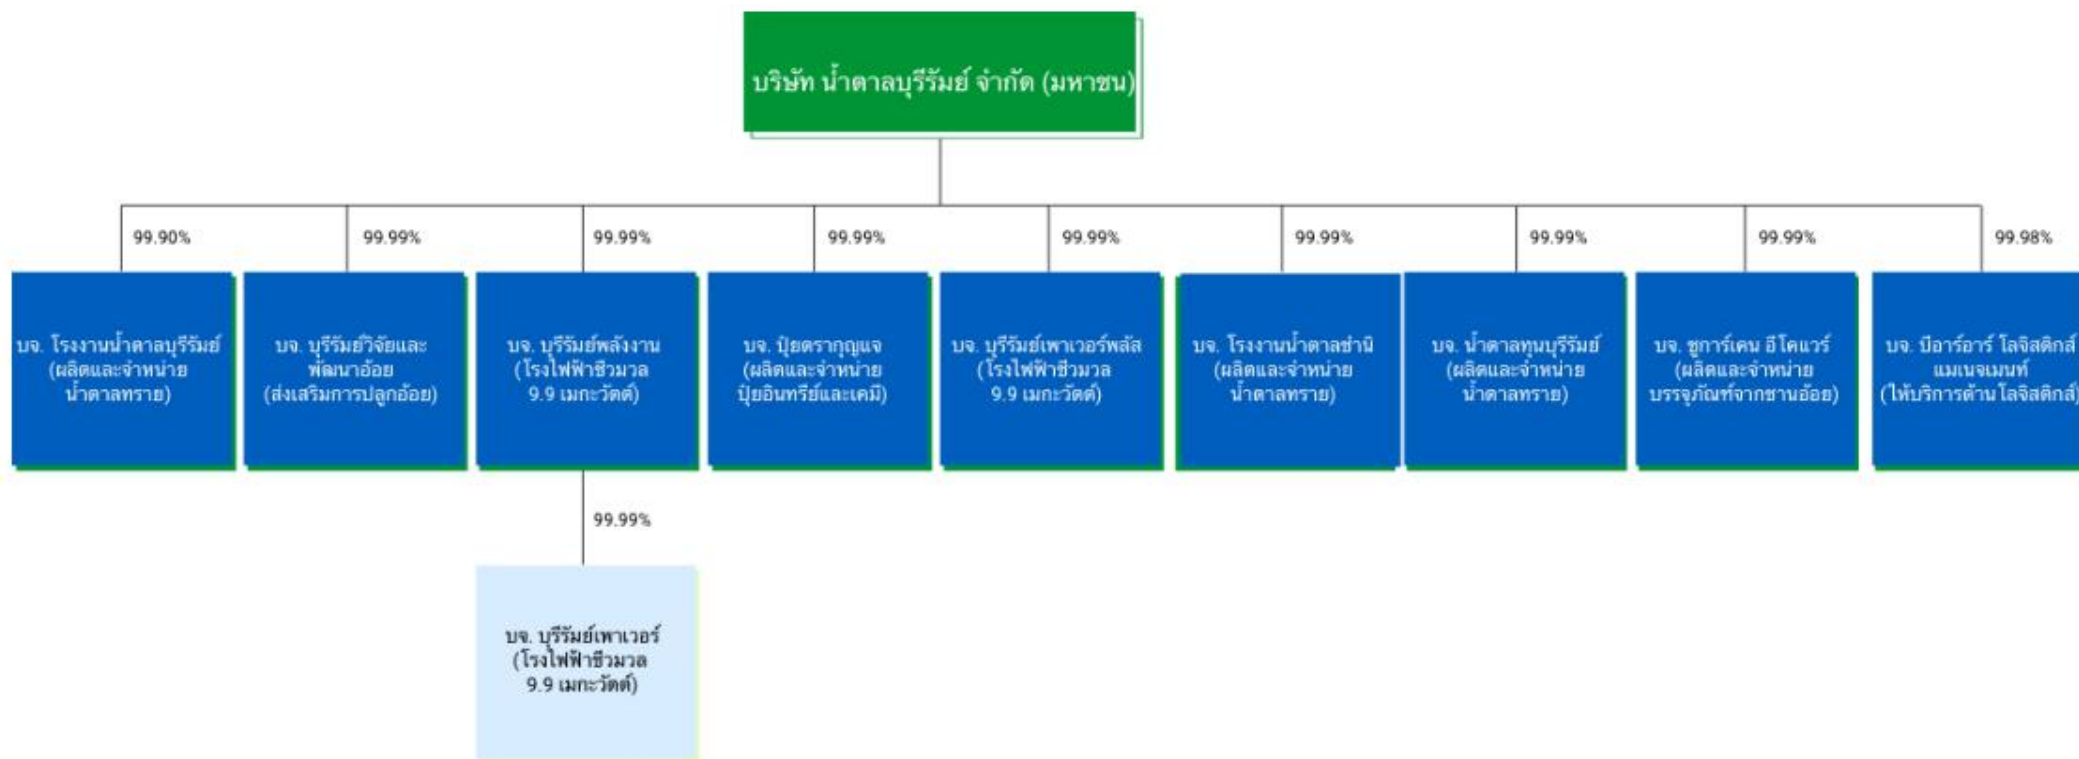 บริษัท น้ำตาลบุรีรัมย์ จำกัด (มหาชน)
99.90%
99.99%
99.99%
99.99%
99.99%
99.99%
99.99%
99.99%
99.98%
บจ. โรงงานน้ำตาลบุรีรัมย์
(ผลิตและจำหน่าย
น้ำตาลทราย)
บจ. บุรีรัมย์วิจัยและ
พัฒนาอ้อย
(ส่งเสริมการปลูกอ้อย)
บจ. บุรีรัมย์พลังงาน
(โรงไฟฟ้าชีวมวล
9.9 เมกะวัตต์)
บจ. ปุ๋ยตรากุญแจ
(ผลิตและจำหน่าย
ปุ๋ยอินทรีย์และเคมี)
บจ. บุรีรัมย์เพาเวอร์พลัส
(โรงไฟฟ้าชีวมวล
9.9 เมกะวัตต์)
บจ. โรงงานน้ำตาลชำนิ
(ผลิตและจำหน่าย
น้ำตาลทราย)
บจ. น้ำตาลทุนบุรีรัมย์
(ผลิตและจำหน่าย
น้ำตาลทราย)
บจ. ชูการ์เคน อีโคแวร์
(ผลิตและจำหน่าย
บรรจุภัณฑ์จากชานอ้อย)
บจ. บีอาร์อาร์ โลจิสติกส์
แมเนจเมนท์
(ให้บริการด้านโลจิสติกส์)
99.99%
บจ. บุรีรัมย์เพาเวอร์
(โรงไฟฟ้าชีวมวล
9.9 เมกะวัตต์)